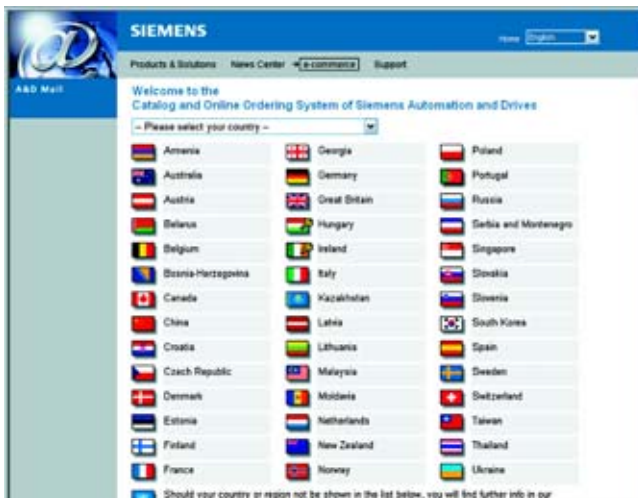 SIEMENS
Home English
Products & Solutions News Center e-commerce Support
A&D Mall
Welcome to the
Catalog and Online Ordering System of Siemens Automation and Drives
-- Please select your country --
Armenia Georgia Poland
Australia Germany Portugal
Austria Great Britain Russia
Belarus Hungary Serbia and Montenegro
Belgium Ireland Singapore
Bosnia-Herzegovina Italy Slovakia
Canada Kazakhstan Slovenia
China Latvia South Korea
Croatia Lithuania Spain
Czech Republic Malaysia Sweden
Denmark Moldavia Switzerland
Estonia Netherlands Taiwan
Finland New Zealand Thailand
France Norway Ukraine
Should your country or region not be shown in the list below, you will find further info in our